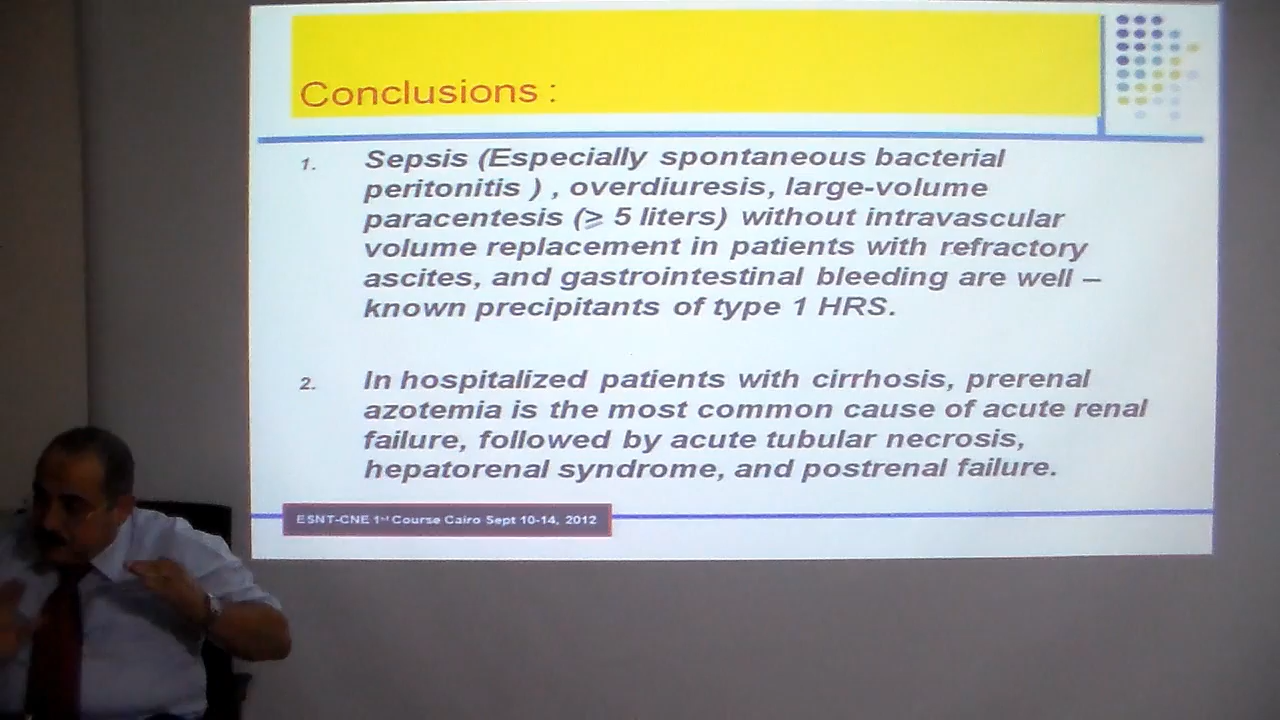 Conclusions :
1. Sepsis (Especially spontaneous bacterial
peritonitis ) , overdiuresis, large-volume
paracentesis (≥ 5 liters) without intravascular
volume replacement in patients with refractory
ascites, and gastrointestinal bleeding are well –
known precipitants of type 1 HRS.
2. In hospitalized patients with cirrhosis, prerenal
azotemia is the most common cause of acute renal
failure, followed by acute tubular necrosis,
hepatorenal syndrome, and postrenal failure.
ESNT-CNE 1st Course Cairo Sept 10-14, 2012